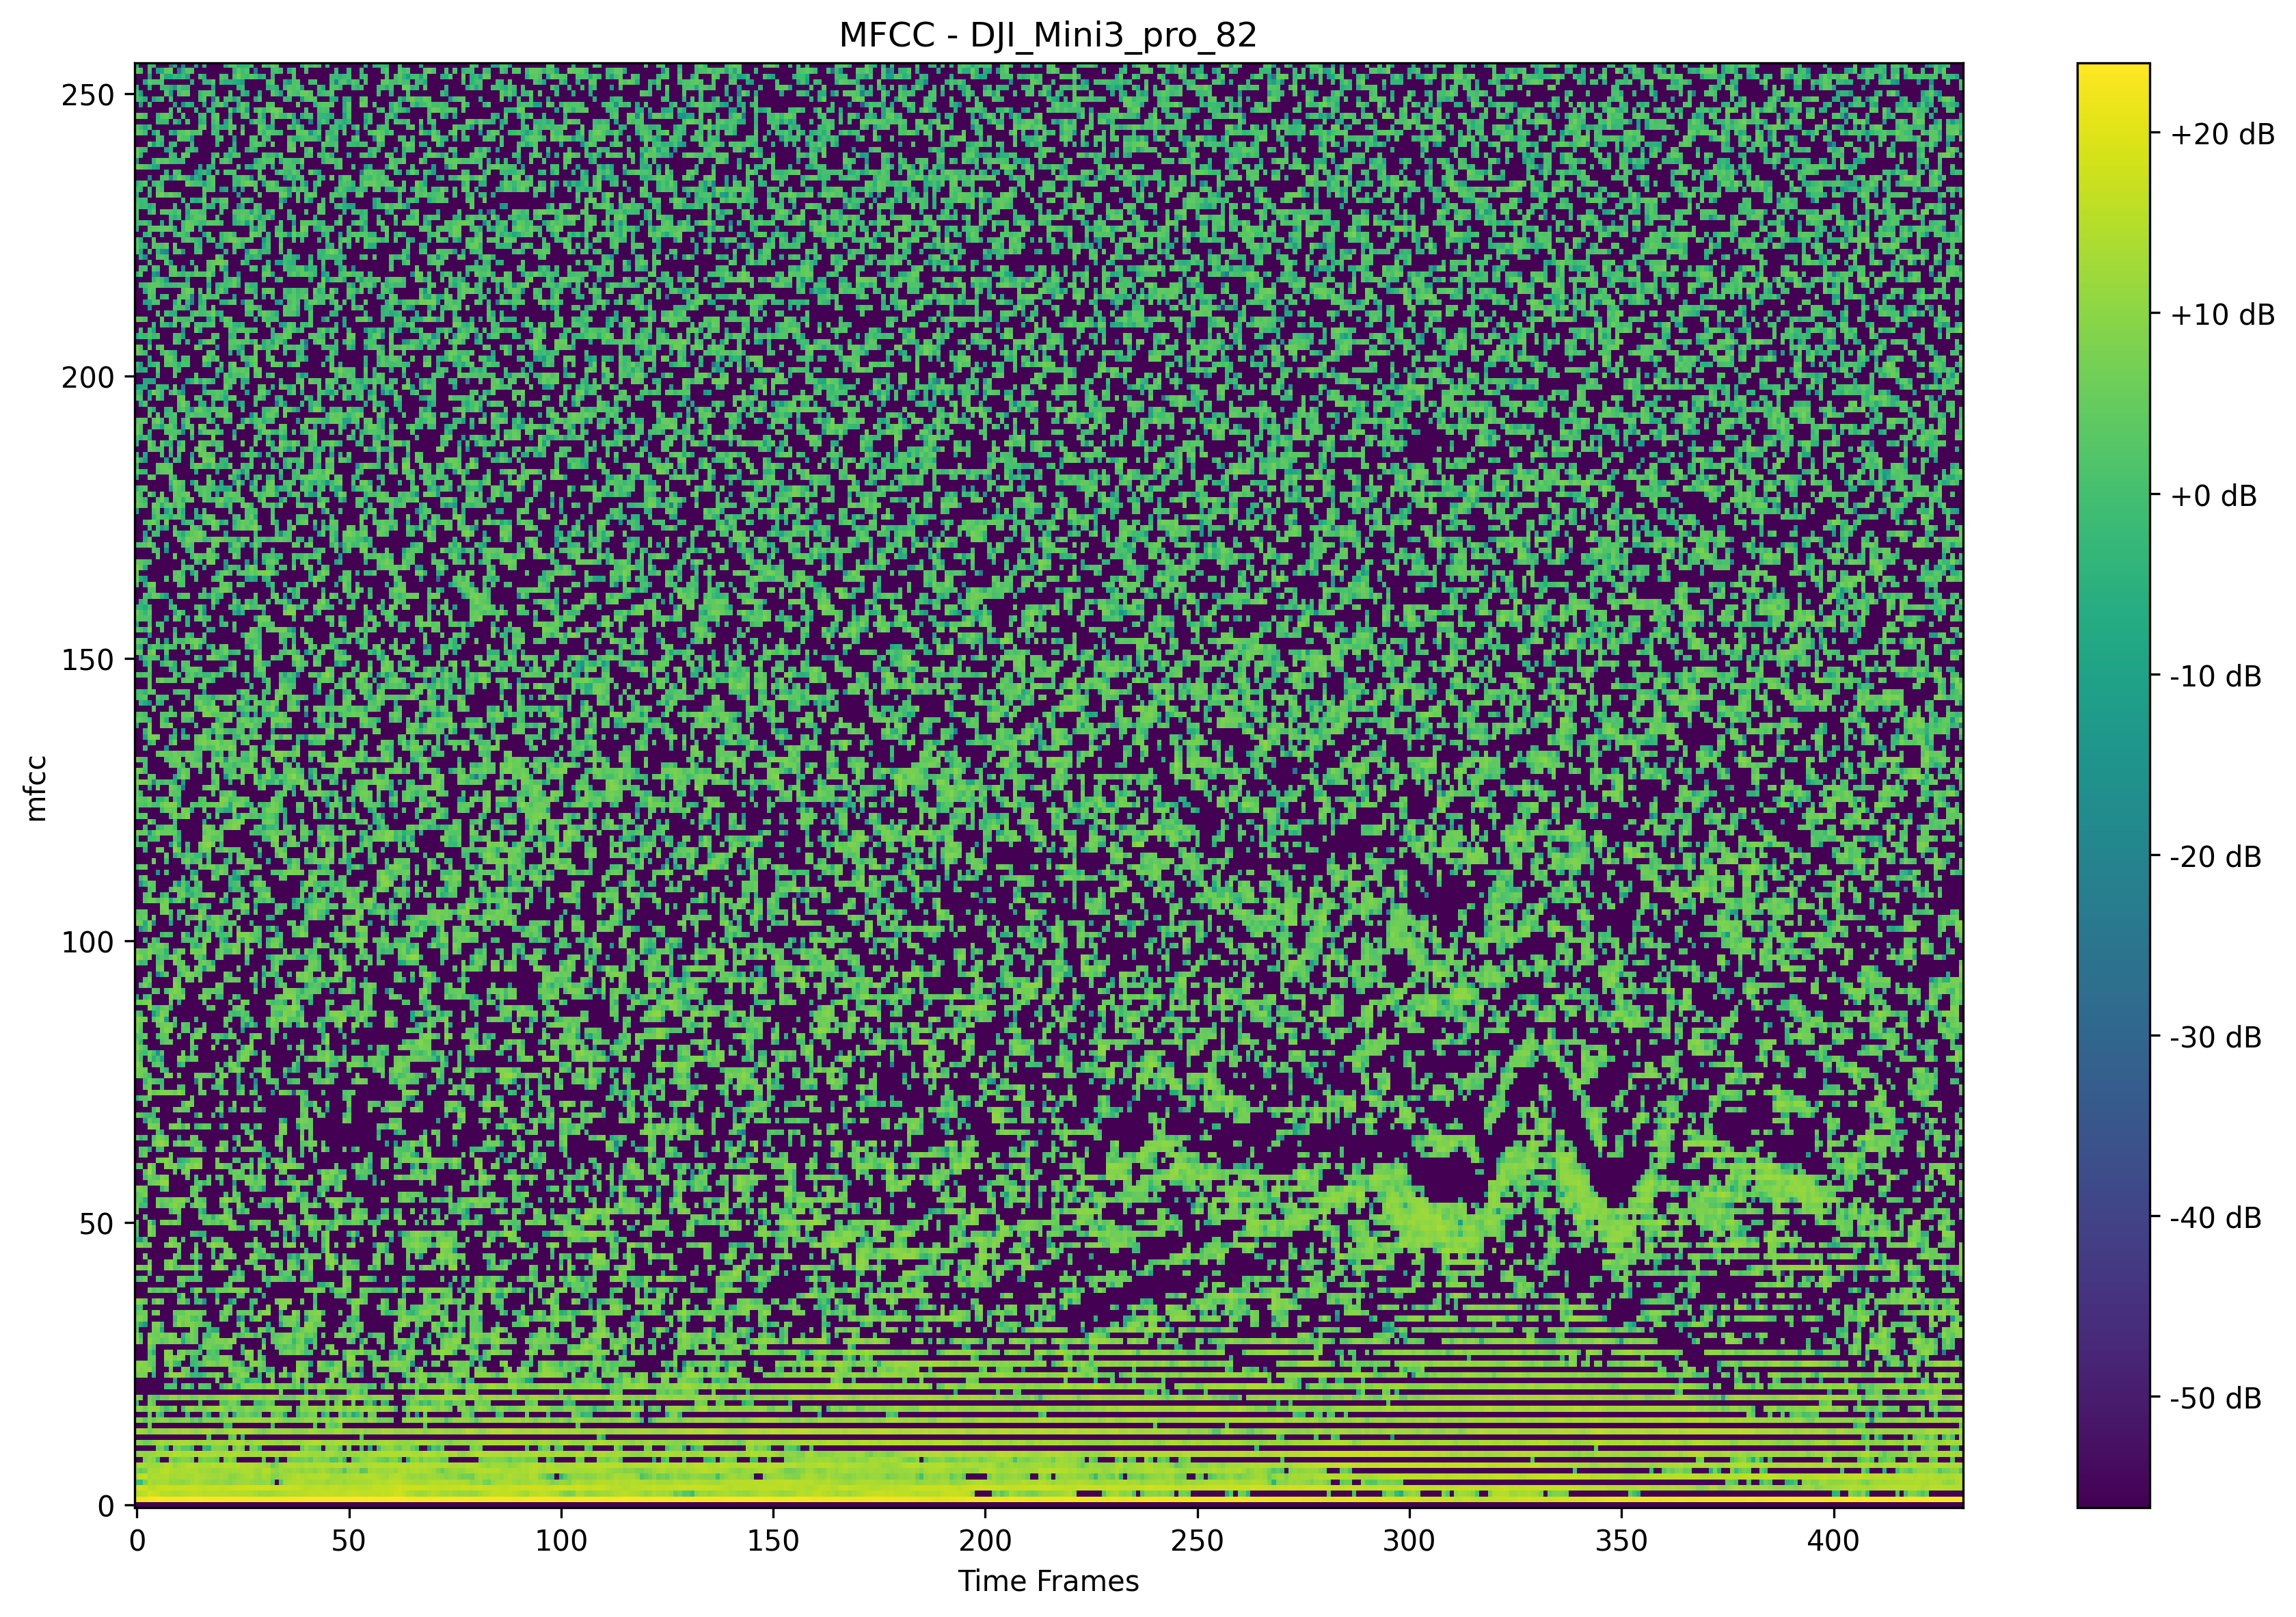 MFCC - DJI_Mini3_pro_82
mfcc
250
200
150
100
50
0
0 50 100 150 200 250 300 350 400
Time Frames
+20 dB
+10 dB
+0 dB
-10 dB
-20 dB
-30 dB
-40 dB
-50 dB